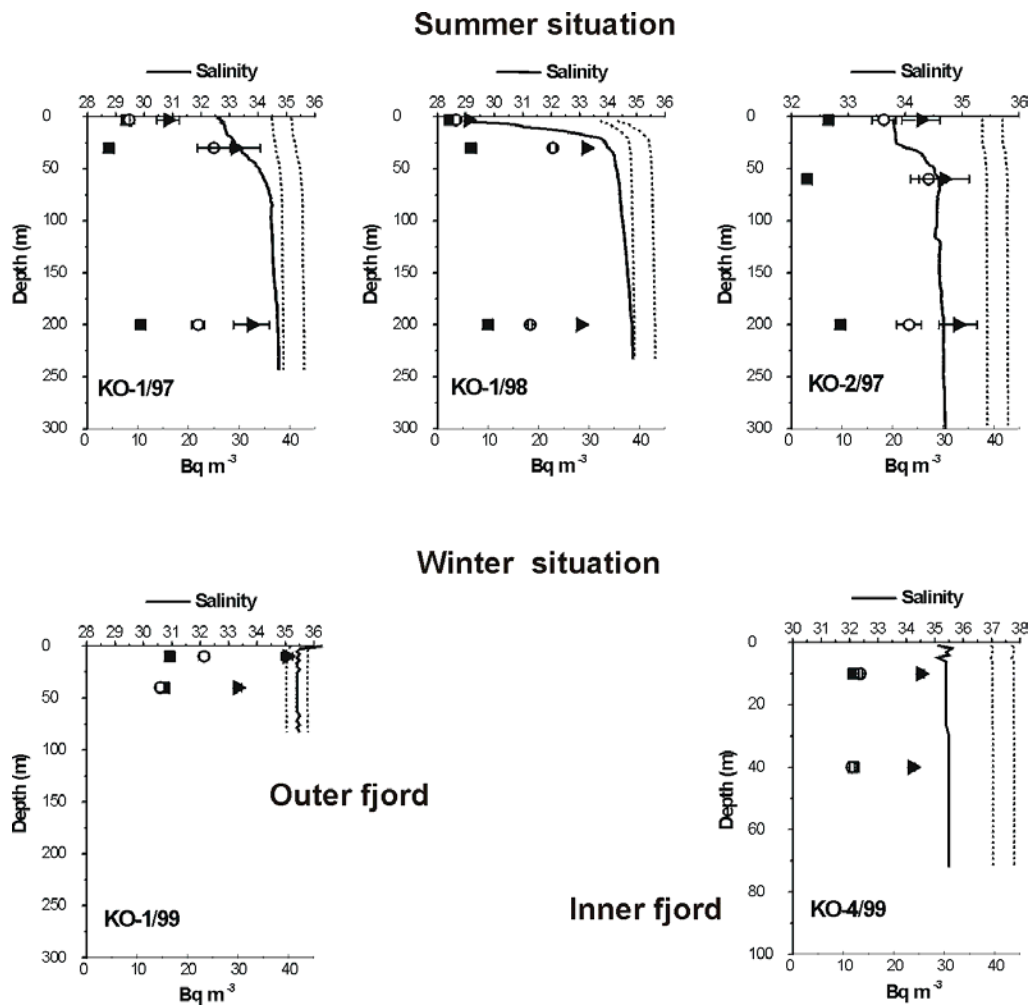 Summer situation
Salinity
Salinity
Salinity
28 29 30 31 32 33 34 35 36
28 29 30 31 32 33 34 35 36
32 33 34 35 36
0
50
100
150
200
250
300
Depth (m)
KO-1/97
0 10 20 30 40
Bq m⁻³
0
50
100
150
200
250
300
Depth (m)
KO-1/98
0 10 20 30 40
Bq m⁻³
0
50
100
150
200
250
300
Depth (m)
KO-2/97
0 10 20 30 40
Bq m⁻³
Winter situation
Salinity
28 29 30 31 32 33 34 35 36
0
50
100
150
200
250
300
Depth (m)
Outer fjord
KO-1/99
0 10 20 30 40
Bq m⁻³
Salinity
30 31 32 33 34 35 36 37 38
0
20
40
60
80
100
Depth (m)
Inner fjord
KO-4/99
0 10 20 30 40
Bq m⁻³